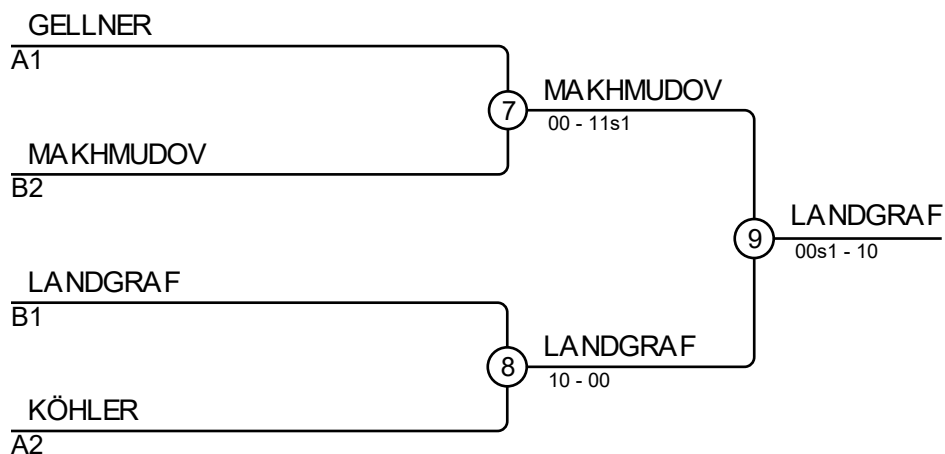 GELLNER
A1
7
MAKHMUDOV
00 - 11s1
MAKHMUDOV
B2
9
LANDGRAF
00s1 - 10
LANDGRAF
B1
8
LANDGRAF
10 - 00
KÖHLER
A2